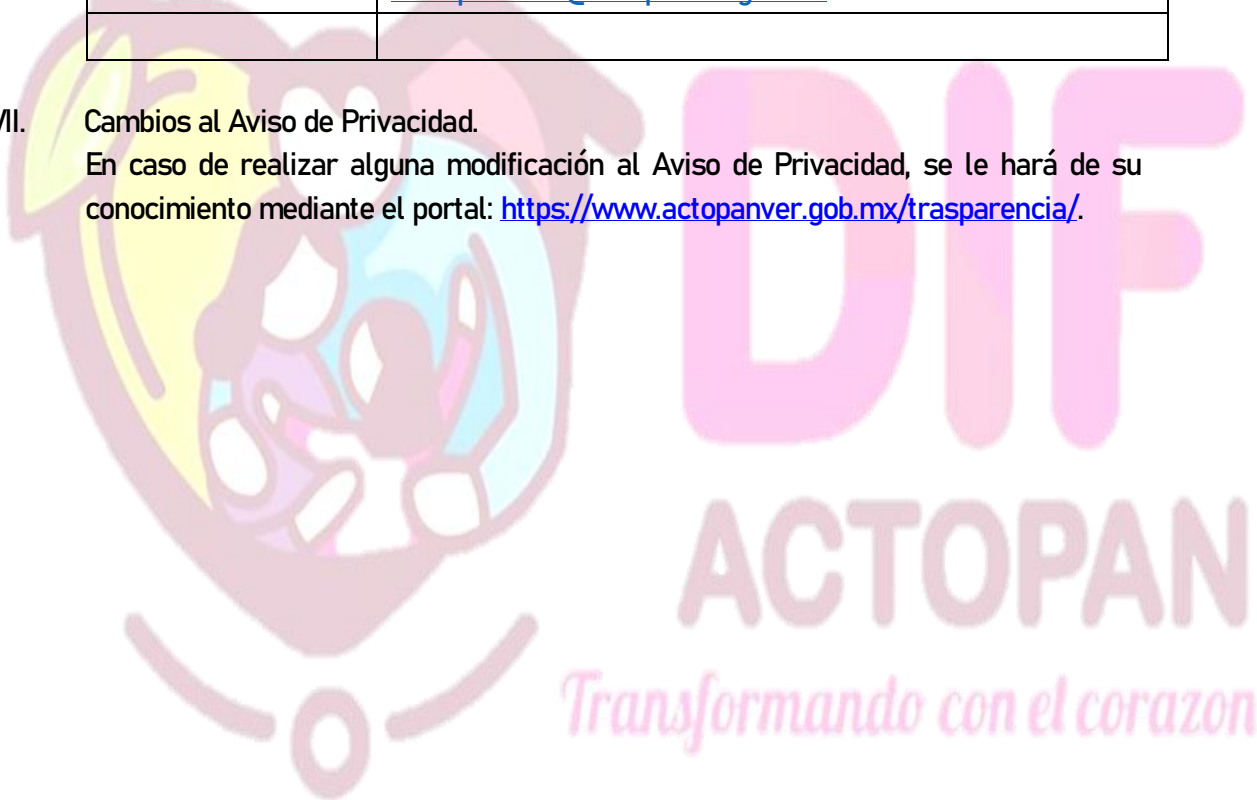 VII. Cambios al Aviso de Privacidad.
En caso de realizar alguna modificación al Aviso de Privacidad, se le hará de su
conocimiento mediante el portal: https://www.actopanver.gob.mx/trasparencia/.
DIF
ACTOPAN
Transformando con el corazon